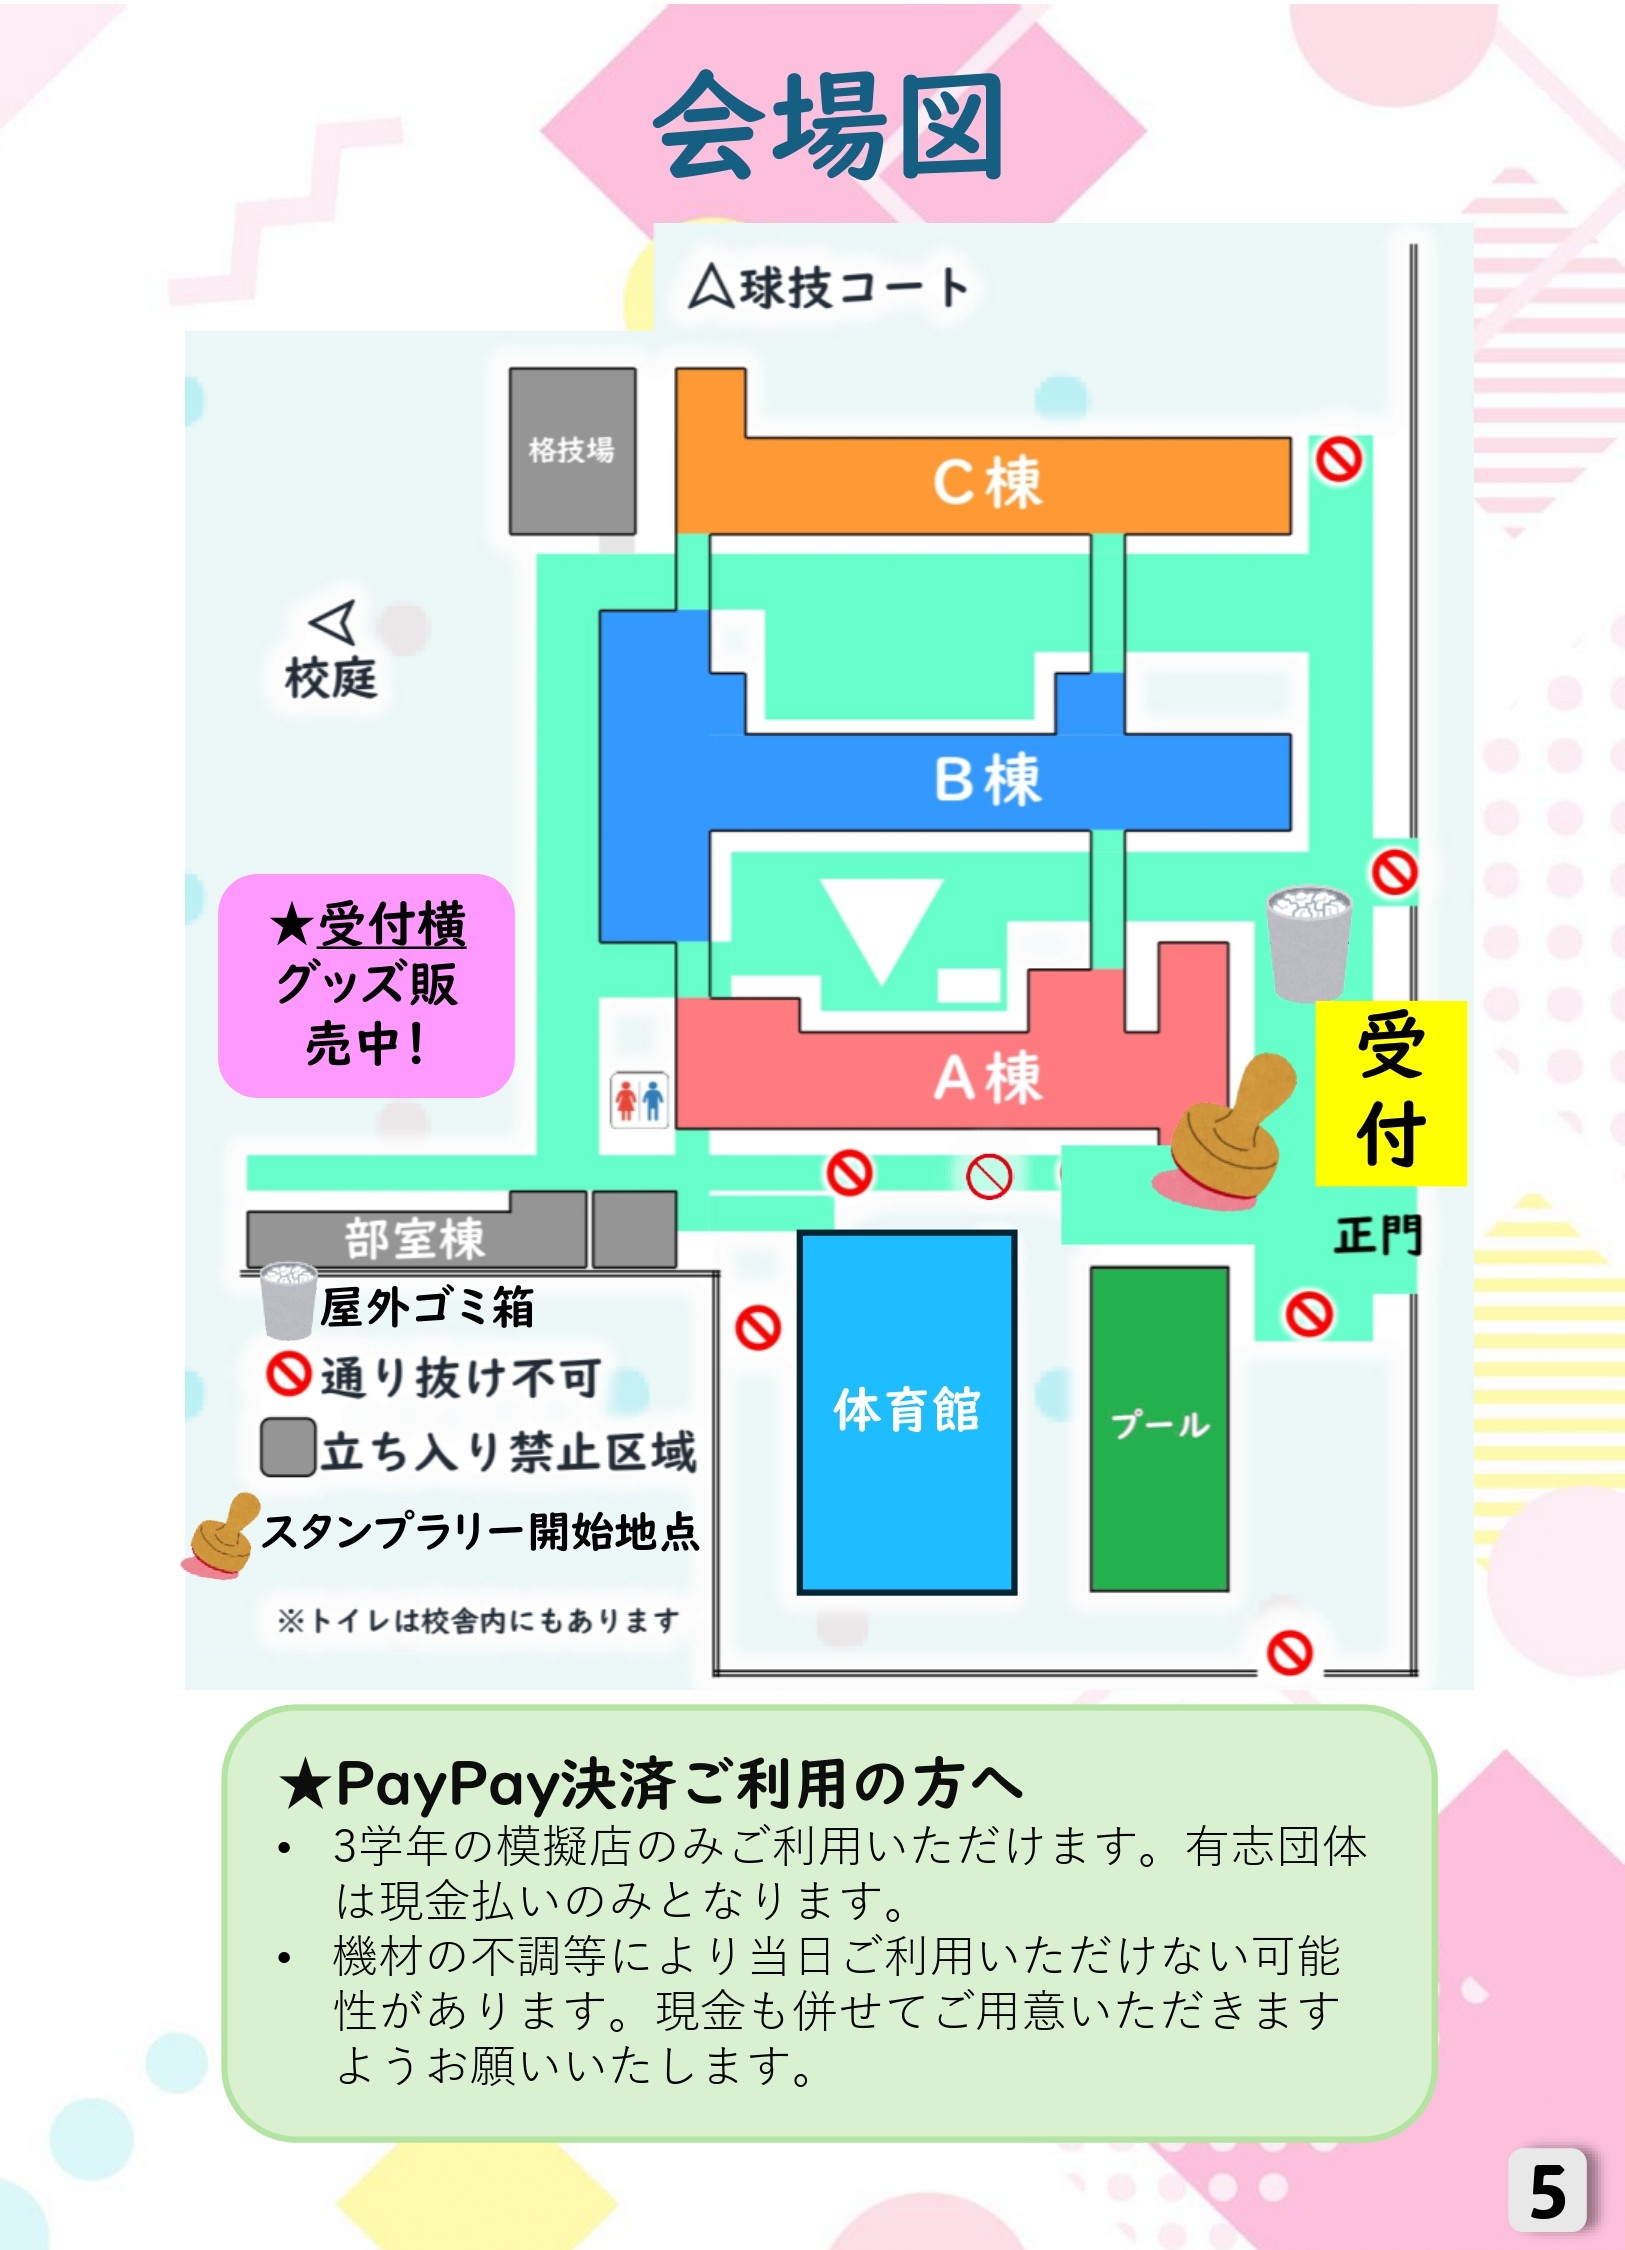 会場図
球技コート
格技場
C棟
校庭
B棟
★受付横
グッズ販
売中!
A棟
受
付
正門
部室棟
屋外ゴミ箱
通り抜け不可
立ち入り禁止区域
スタンプラリー開始地点
※トイレは校舎内にもあります
体育館
プール
★PayPay決済ご利用の方へ
• 3学年の模擬店のみご利用いただけます。有志団体
は現金払いのみとなります。
• 機材の不調等により当日ご利用いただけない可能
性があります。現金も併せてご用意いただきます
ようお願いいたします。
5